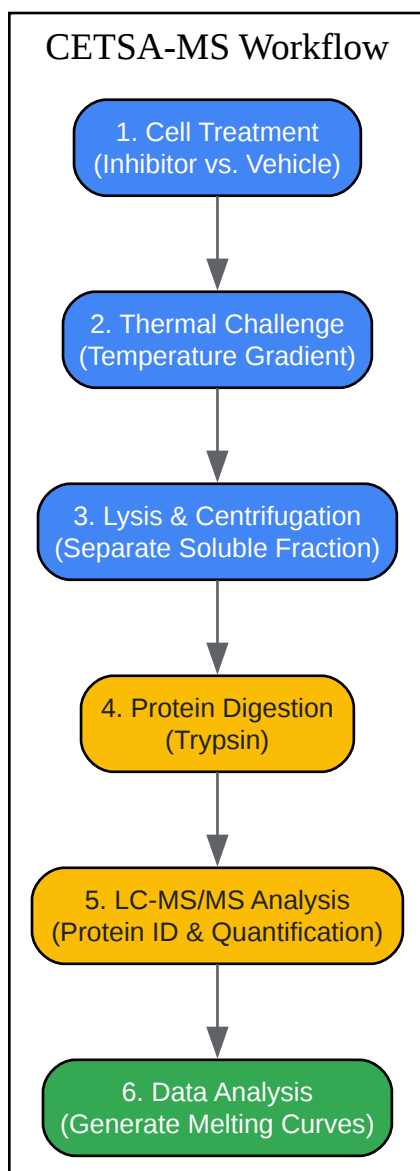 CETSA-MS Workflow
1. Cell Treatment
(Inhibitor vs. Vehicle)
2. Thermal Challenge
(Temperature Gradient)
3. Lysis & Centrifugation
(Separate Soluble Fraction)
4. Protein Digestion
(Trypsin)
5. LC-MS/MS Analysis
(Protein ID & Quantification)
6. Data Analysis
(Generate Melting Curves)